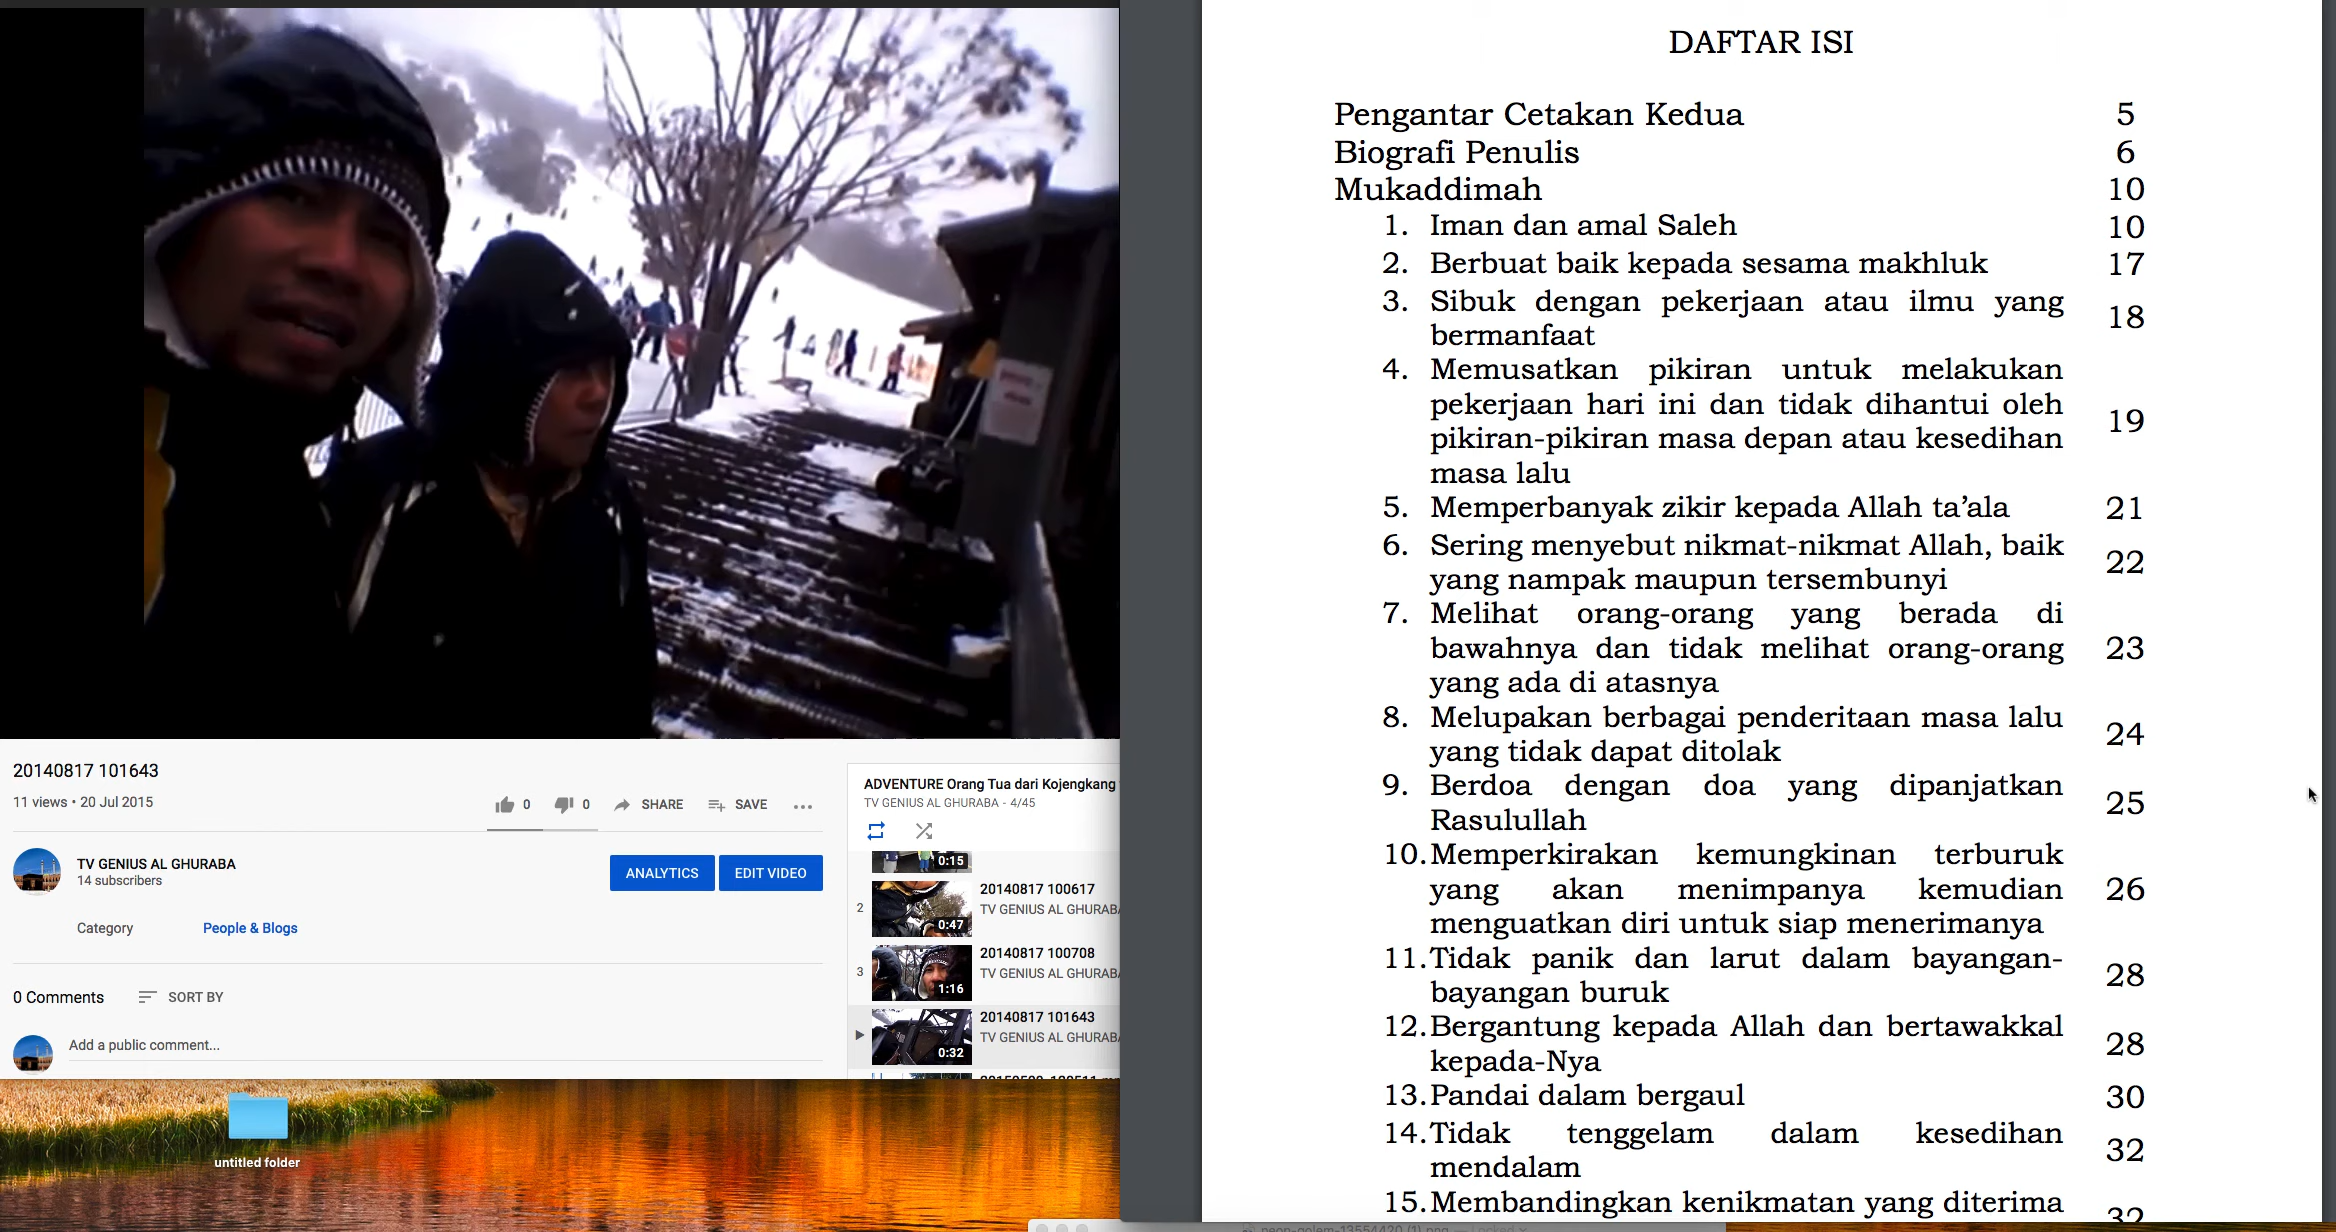 20140817 101643
11 views • 20 Jul 2015
0
0
SHARE
SAVE
TV GENIUS AL GHURABA
14 subscribers
ANALYTICS
EDIT VIDEO
Category
People & Blogs
0 Comments
SORT BY
Add a public comment...
ADVENTURE Orang Tua dari Kojengkang
TV GENIUS AL GHURABA - 4/45
0:15
2
0:47
20140817 100617
TV GENIUS AL GHURABA
3
1:16
20140817 100708
TV GENIUS AL GHURABA
0:32
20140817 101643
TV GENIUS AL GHURABA
untitled folder
DAFTAR ISI
Pengantar Cetakan Kedua 5
Biografi Penulis 6
Mukaddimah 10
1. Iman dan amal Saleh 10
2. Berbuat baik kepada sesama makhluk 17
3. Sibuk dengan pekerjaan atau ilmu yang
bermanfaat 18
4. Memusatkan pikiran untuk melakukan
pekerjaan hari ini dan tidak dihantui oleh
pikiran-pikiran masa depan atau kesedihan
masa lalu 19
5. Memperbanyak zikir kepada Allah ta’ala 21
6. Sering menyebut nikmat-nikmat Allah, baik
yang nampak maupun tersembunyi 22
7. Melihat orang-orang yang berada di
bawahnya dan tidak melihat orang-orang
yang ada di atasnya 23
8. Melupakan berbagai penderitaan masa lalu
yang tidak dapat ditolak 24
9. Berdoa dengan doa yang dipanjatkan
Rasulullah 25
10. Memperkirakan kemungkinan terburuk
yang akan menimpanya kemudian
menguatkan diri untuk siap menerimanya 26
11. Tidak panik dan larut dalam bayangan-
bayangan buruk 28
12. Bergantung kepada Allah dan bertawakkal
kepada-Nya 28
13. Pandai dalam bergaul 30
14. Tidak tenggelam dalam kesedihan
mendalam 32
15. Membandingkan kenikmatan yang diterima 32